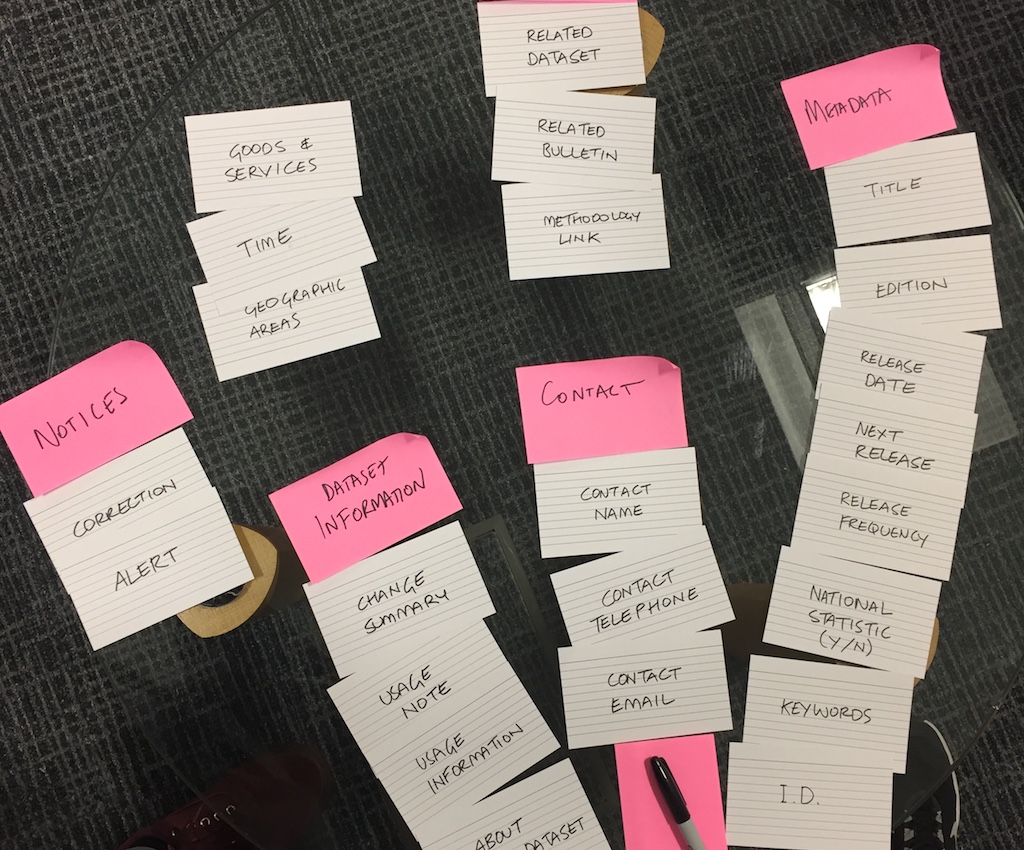 RELATED
DATASET
RELATED
BULLETIN
METHODOLOGY
LINK
GOODS &
SERVICES
TIME
GEOGRAPHIC
AREAS
METADATA
TITLE
EDITION
RELEASE
DATE
NEXT
RELEASE
RELEASE
FREQUENCY
NATIONAL
STATISTIC
(Y/N)
KEYWORDS
I.D.
NOTICES
CORRECTION
ALERT
DATASET
INFORMATION
CHANGE
SUMMARY
USAGE
NOTE
USAGE
INFORMATION
ABOUT
DATASET
CONTACT
CONTACT
NAME
CONTACT
TELEPHONE
CONTACT
EMAIL